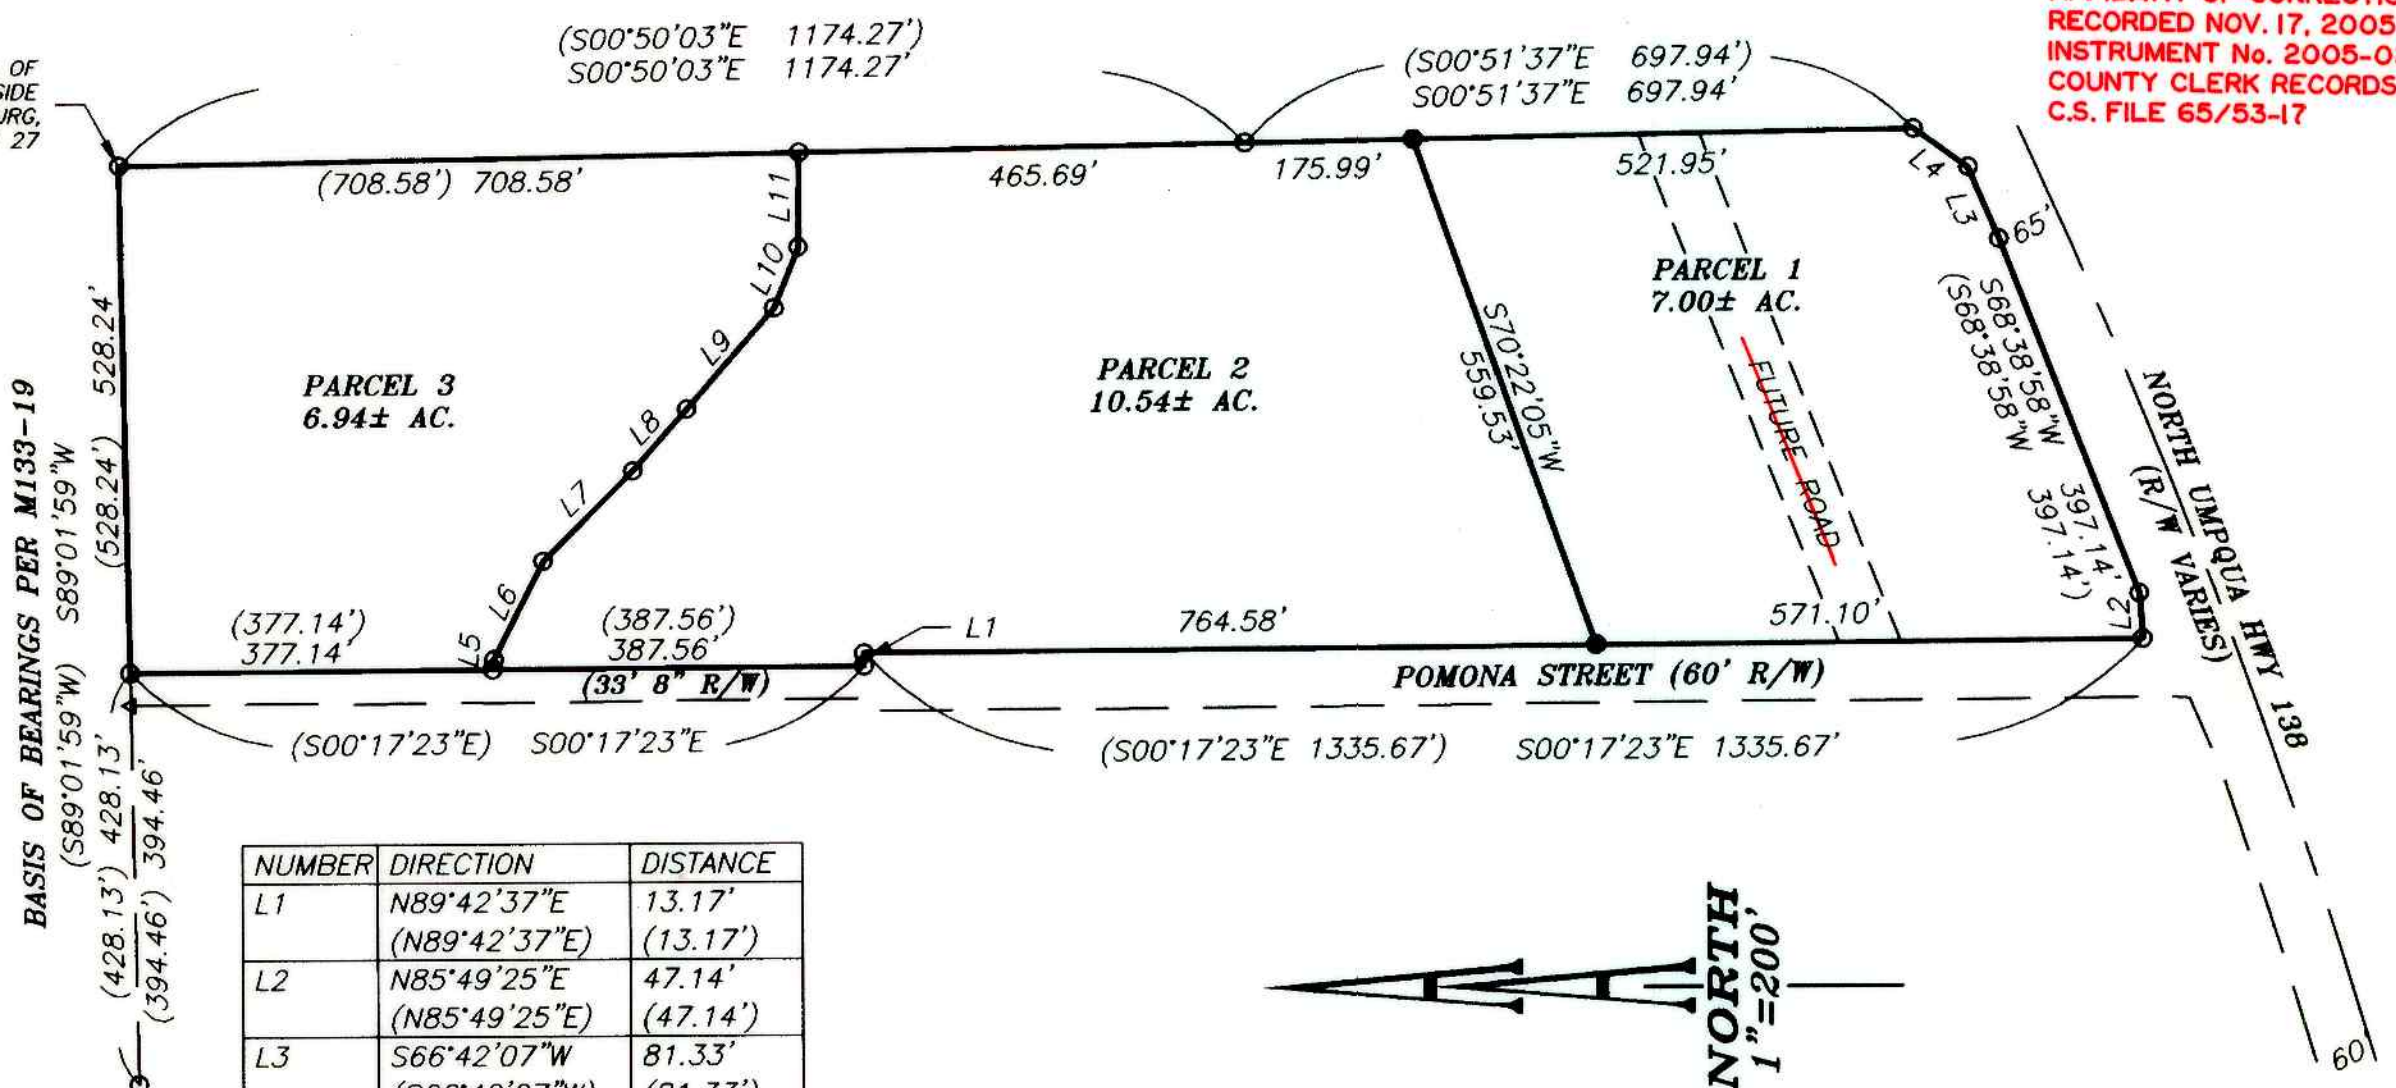 (S00°50'03"E 1174.27')
S00°50'03"E 1174.27'
(S00°51'37"E 697.94')
S00°51'37"E 697.94'
RECORDED NOV. 17, 2005
INSTRUMENT No. 2005-0
COUNTY CLERK RECORDS
C.S. FILE 65/53-17
OF
SIDE
URG,
27
(708.58') 708.58'
465.69'
175.99'
521.95'
L11
L10
L9
L8
L7
L6
L5
L4
L3
65'
PARCEL 3
6.94± AC.
PARCEL 2
10.54± AC.
PARCEL 1
7.00± AC.
S70°22'05"W
559.53'
FUTURE ROAD
S68°38'58"W 397.14'
(S68°38'58"W 397.14')
L2
NORTH UMPQUA HWY 138
(R/W VARIES)
BASIS OF BEARINGS PER M133-19
(S89°01'59"W) S89°01'59"W
(528.24') 528.24'
(428.13') 428.13'
(394.46') 394.46'
(377.14')
377.14'
(387.56')
387.56'
L1
764.58'
571.10'
(33' 8" R/W)
POMONA STREET (60' R/W)
(S00°17'23"E) S00°17'23"E
(S00°17'23"E 1335.67') S00°17'23"E 1335.67'
NUMBER DIRECTION DISTANCE
L1 N89°42'37"E 13.17'
(N89°42'37"E) (13.17')
L2 N85°49'25"E 47.14'
(N85°49'25"E) (47.14')
L3 S66°42'07"W 81.33'
NORTH
1"=200'
60'